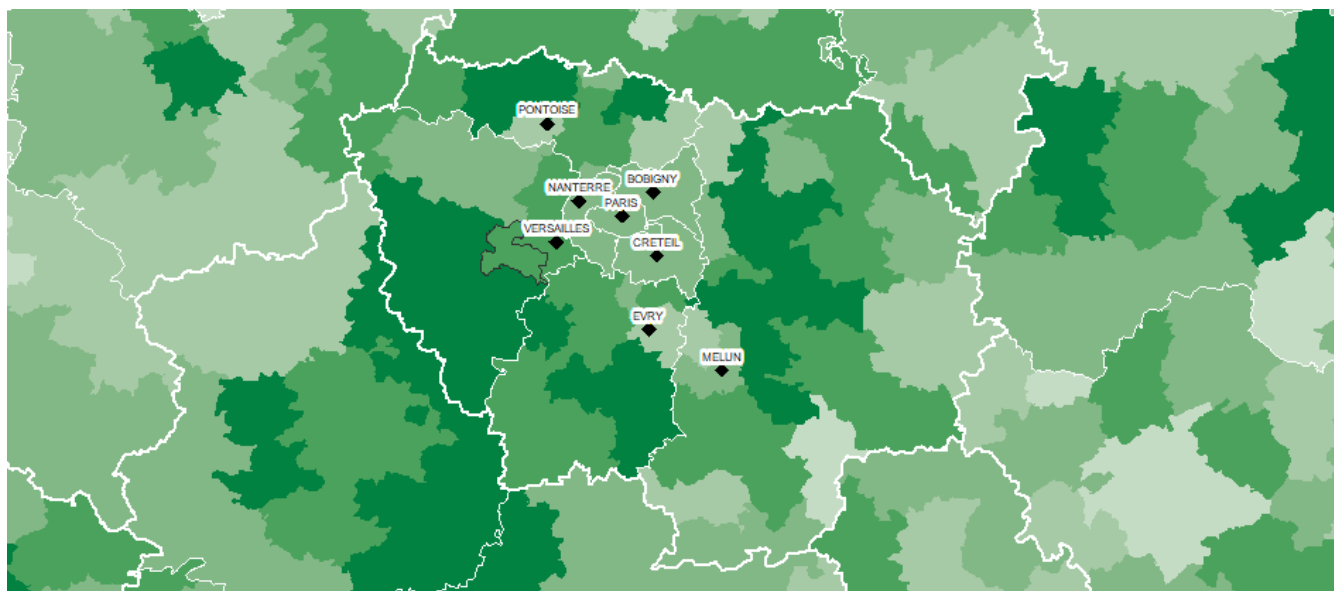 PONTOISE
BOBIGNY
NANTERRE
PARIS
VERSAILLES
CRETEIL
EVRY
MELUN